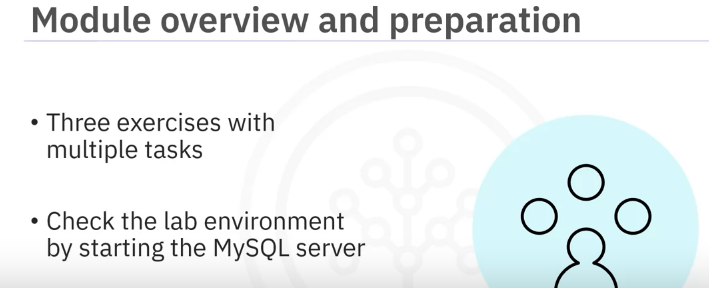 Module overview and preparation
• Three exercises with
multiple tasks
• Check the lab environment
by starting the MySQL server